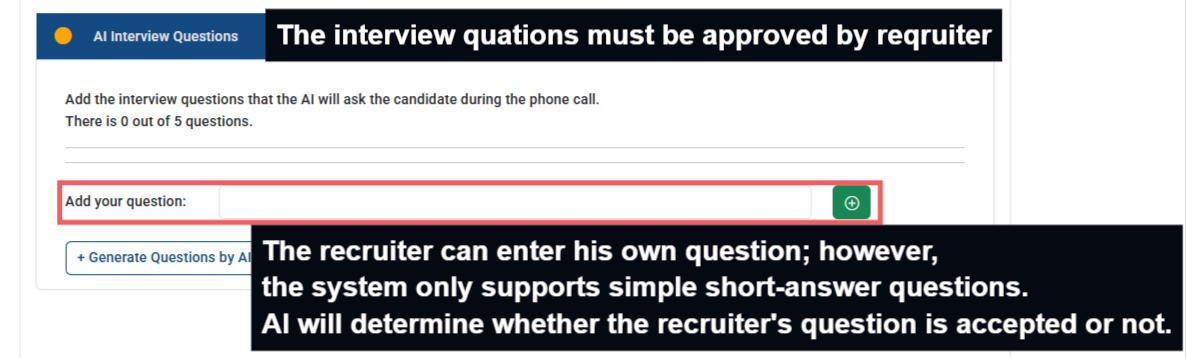 AI Interview Questions
The interview quations must be approved by reqruiter
Add the interview questions that the AI will ask the candidate during the phone call.
There is 0 out of 5 questions.
Add your question:
+ Generate Questions by AI
The recruiter can enter his own question; however,
the system only supports simple short-answer questions.
AI will determine whether the recruiter's question is accepted or not.